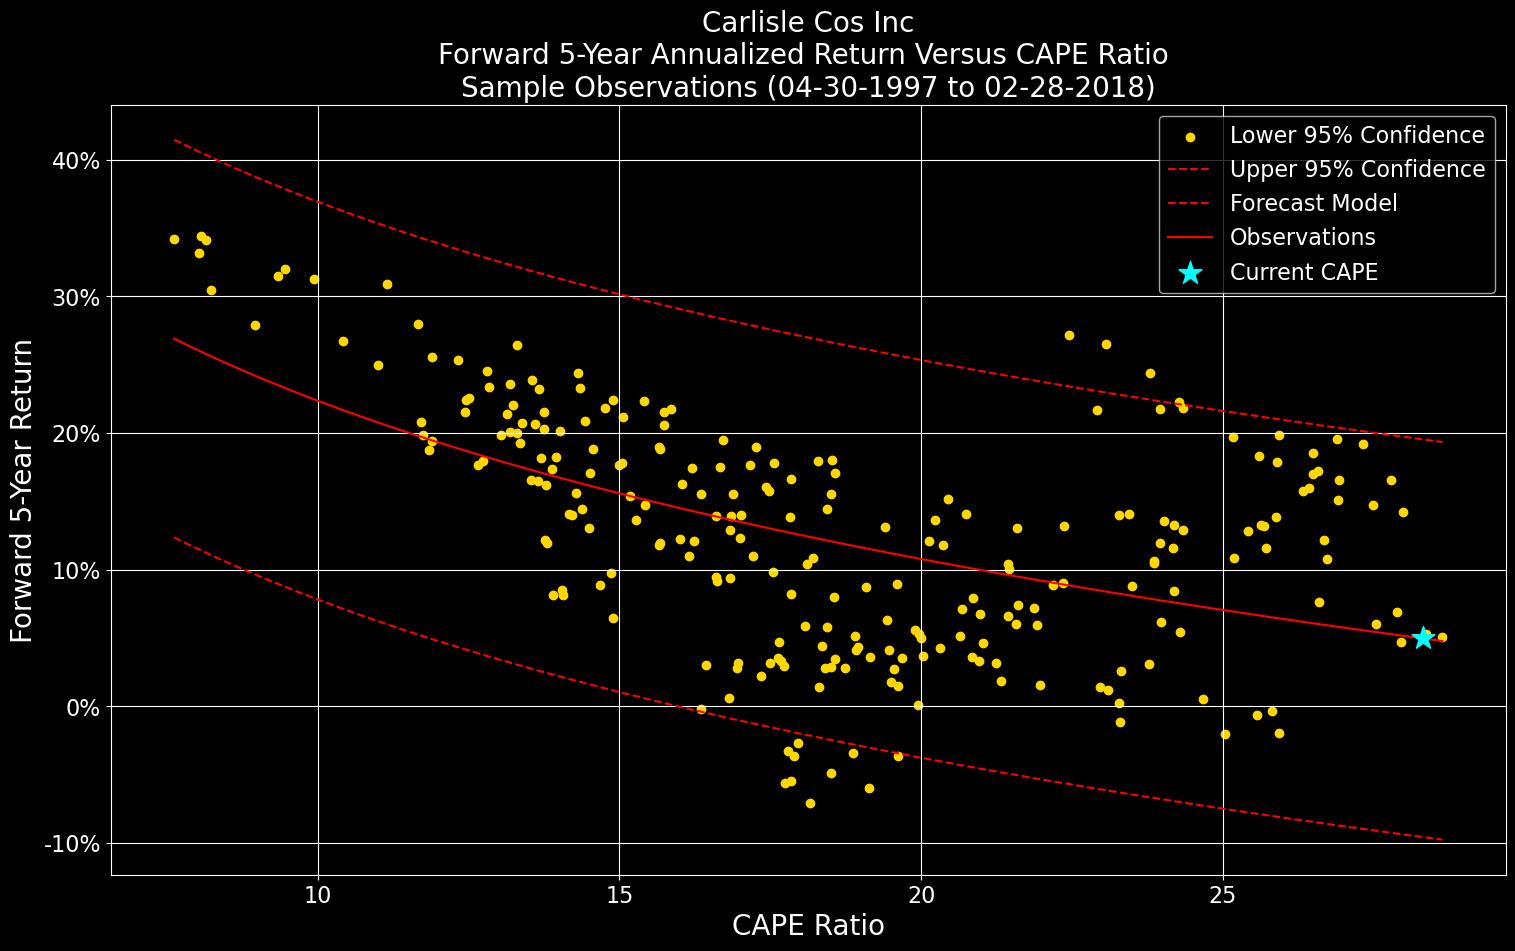 Carlisle Cos Inc
Forward 5-Year Annualized Return Versus CAPE Ratio
Sample Observations (04-30-1997 to 02-28-2018)
Lower 95% Confidence
Upper 95% Confidence
Forecast Model
Observations
Current CAPE
Forward 5-Year Return
40%
30%
20%
10%
0%
-10%
10
15
20
25
CAPE Ratio